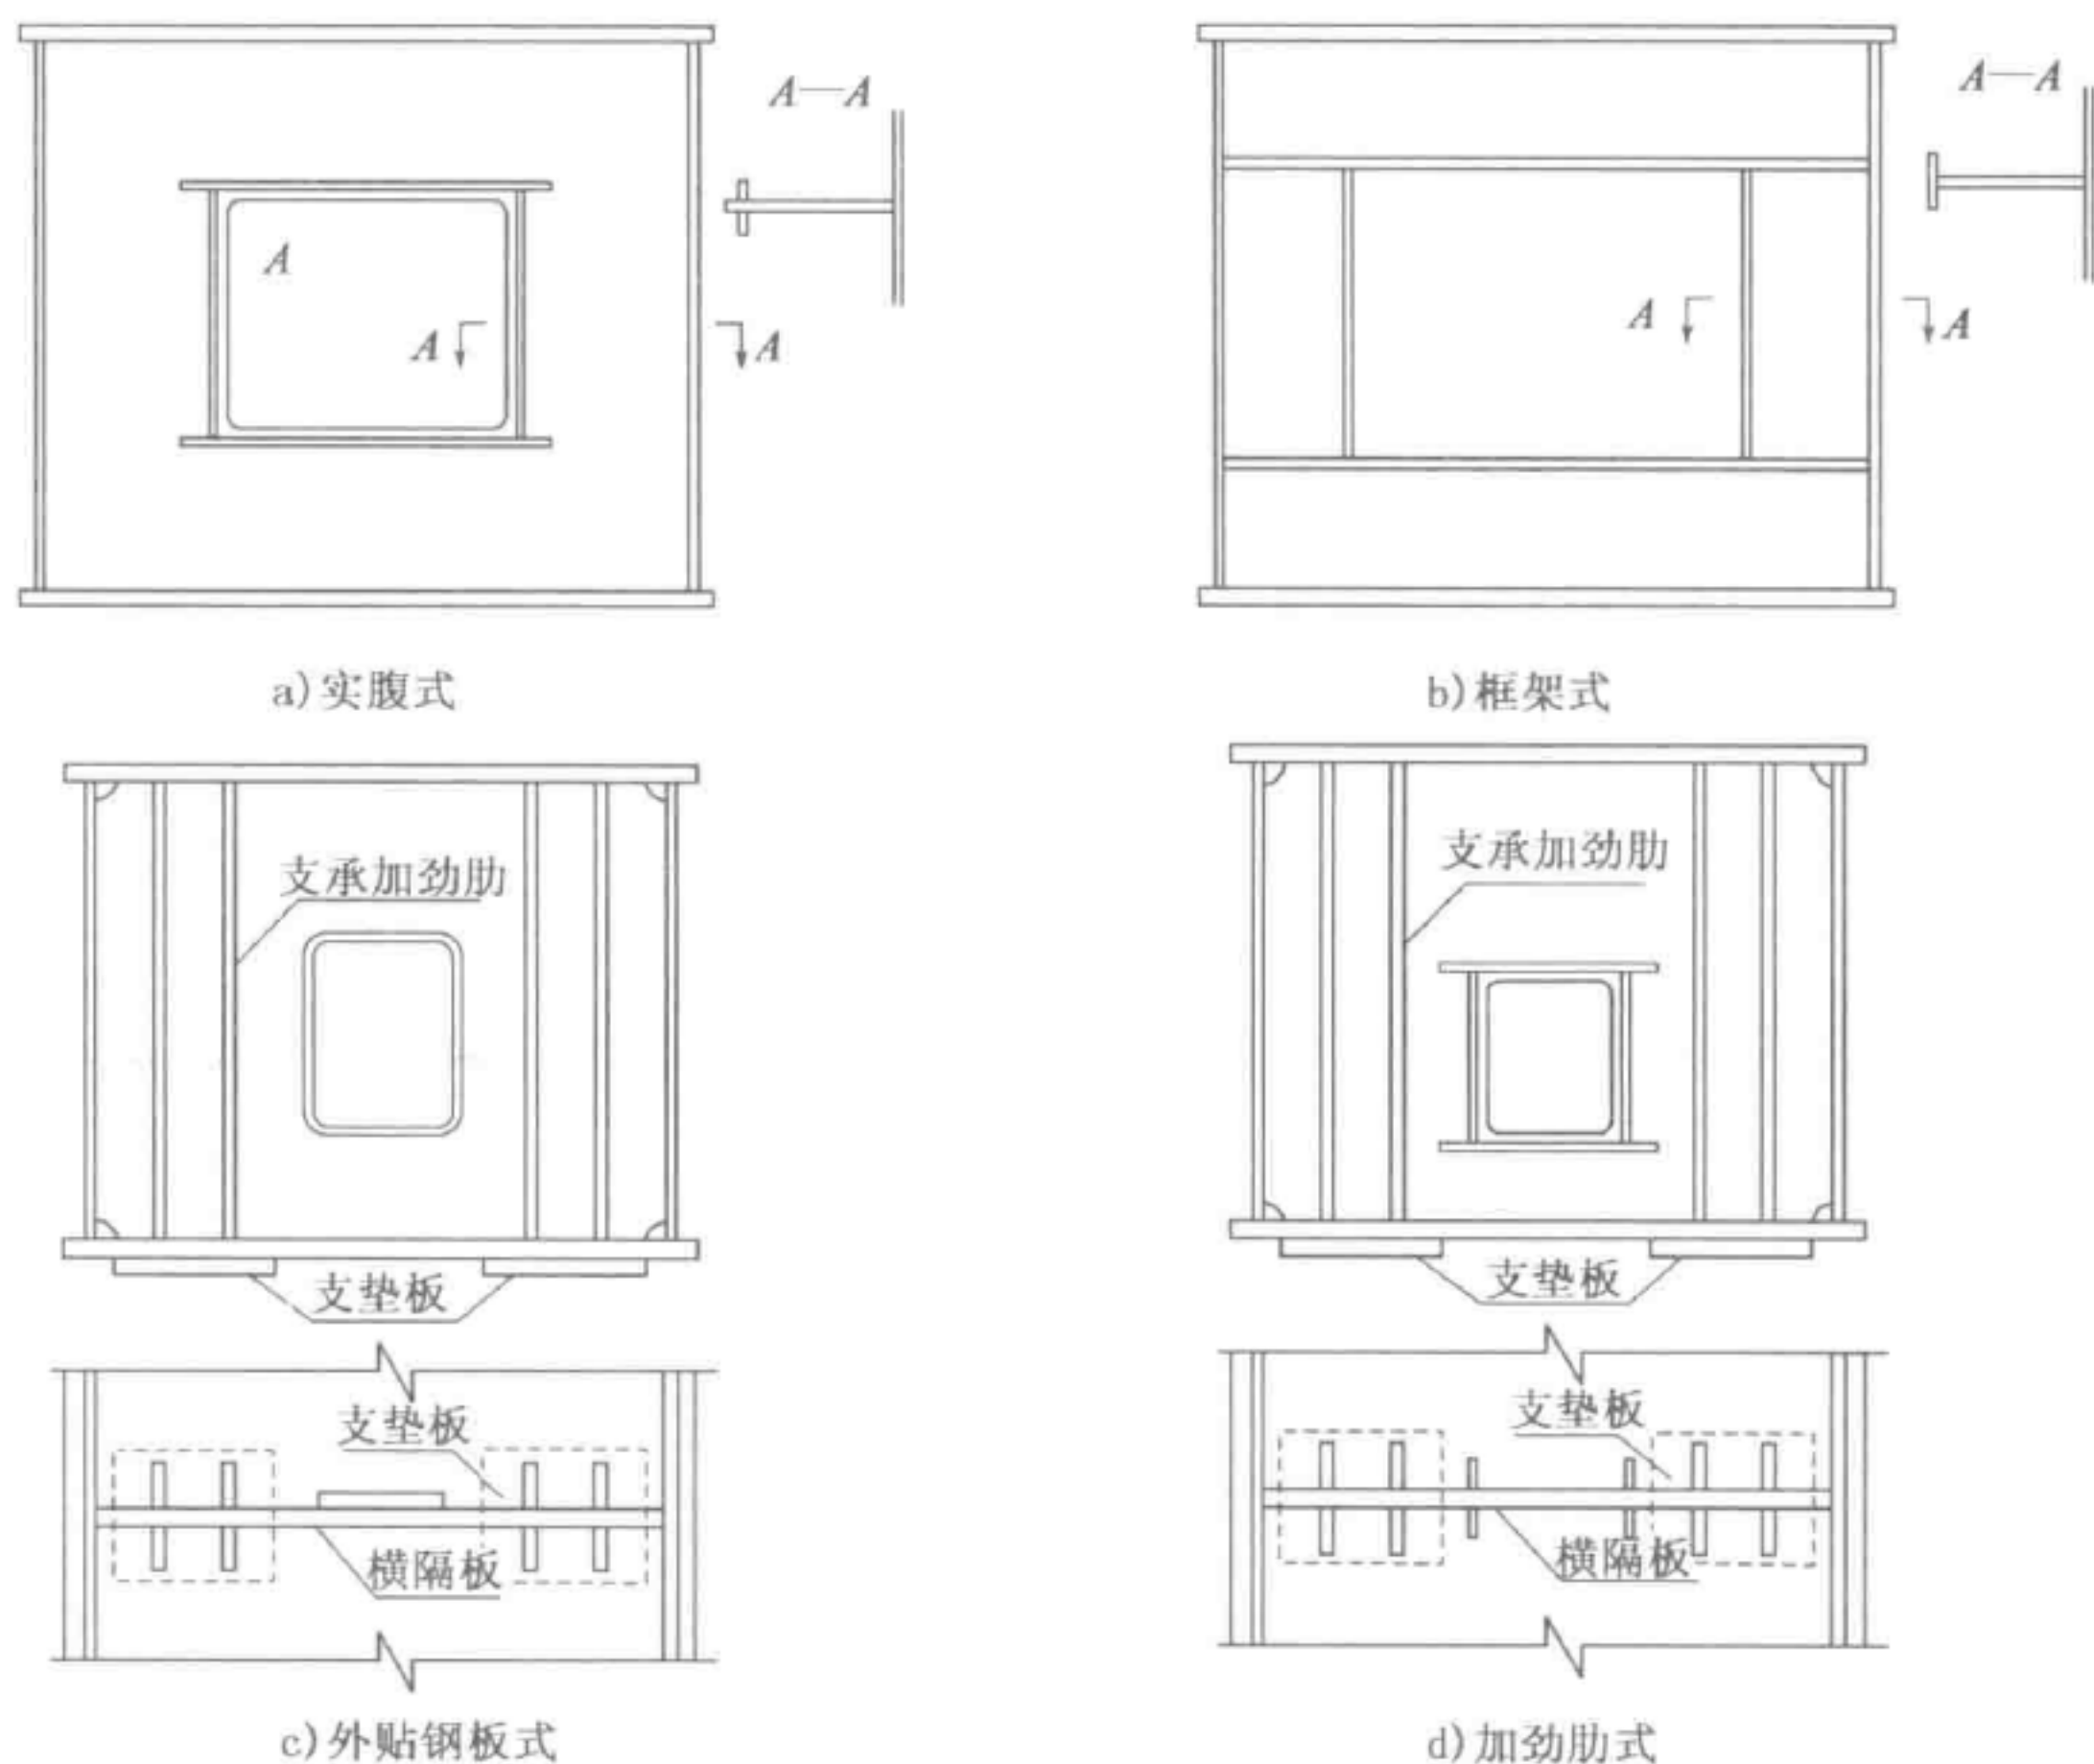 A—A
A
A
A
a)实腹式
A—A
A
A
b)框架式
支承加劲肋
支垫板
支垫板
横隔板
c)外贴钢板式
支承加劲肋
支垫板
支垫板
横隔板
d)加劲肋式